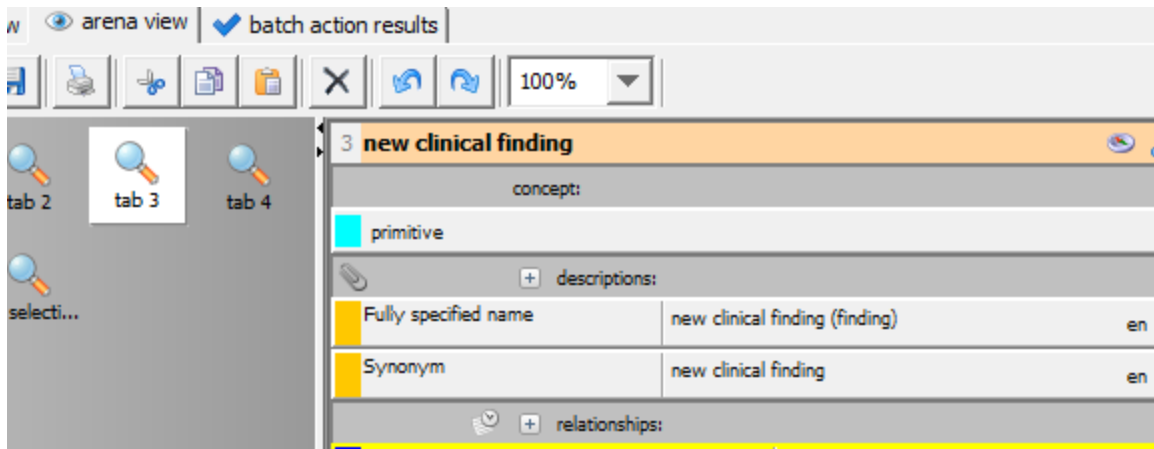 w arena view batch action results
100%
tab 2 tab 3 tab 4
selecti...
3 new clinical finding
concept:
primitive
descriptions:
Fully specified name new clinical finding (finding) en
Synonym new clinical finding en
relationships: